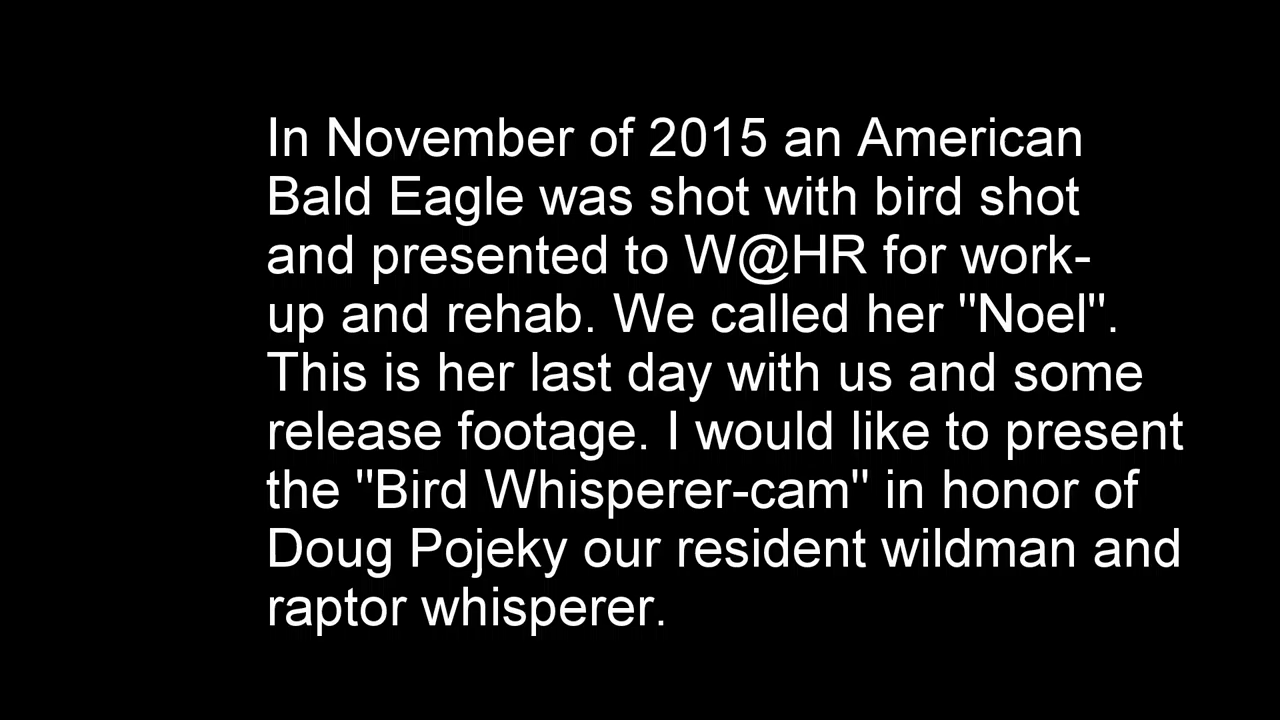 In November of 2015 an American
Bald Eagle was shot with bird shot
and presented to W@HR for work-
up and rehab. We called her "Noel".
This is her last day with us and some
release footage. I would like to present
the "Bird Whisperer-cam" in honor of
Doug Pojeky our resident wildman and
raptor whisperer.